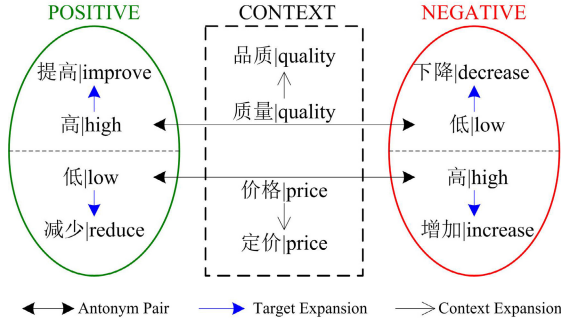 POSITIVE
CONTEXT
NEGATIVE
提高|improve
品质|quality
下降|decrease
高|high
质量|quality
低|low
低|low
价格|price
高|high
减少|reduce
定价|price
增加|increase
Antonym Pair
Target Expansion
Context Expansion